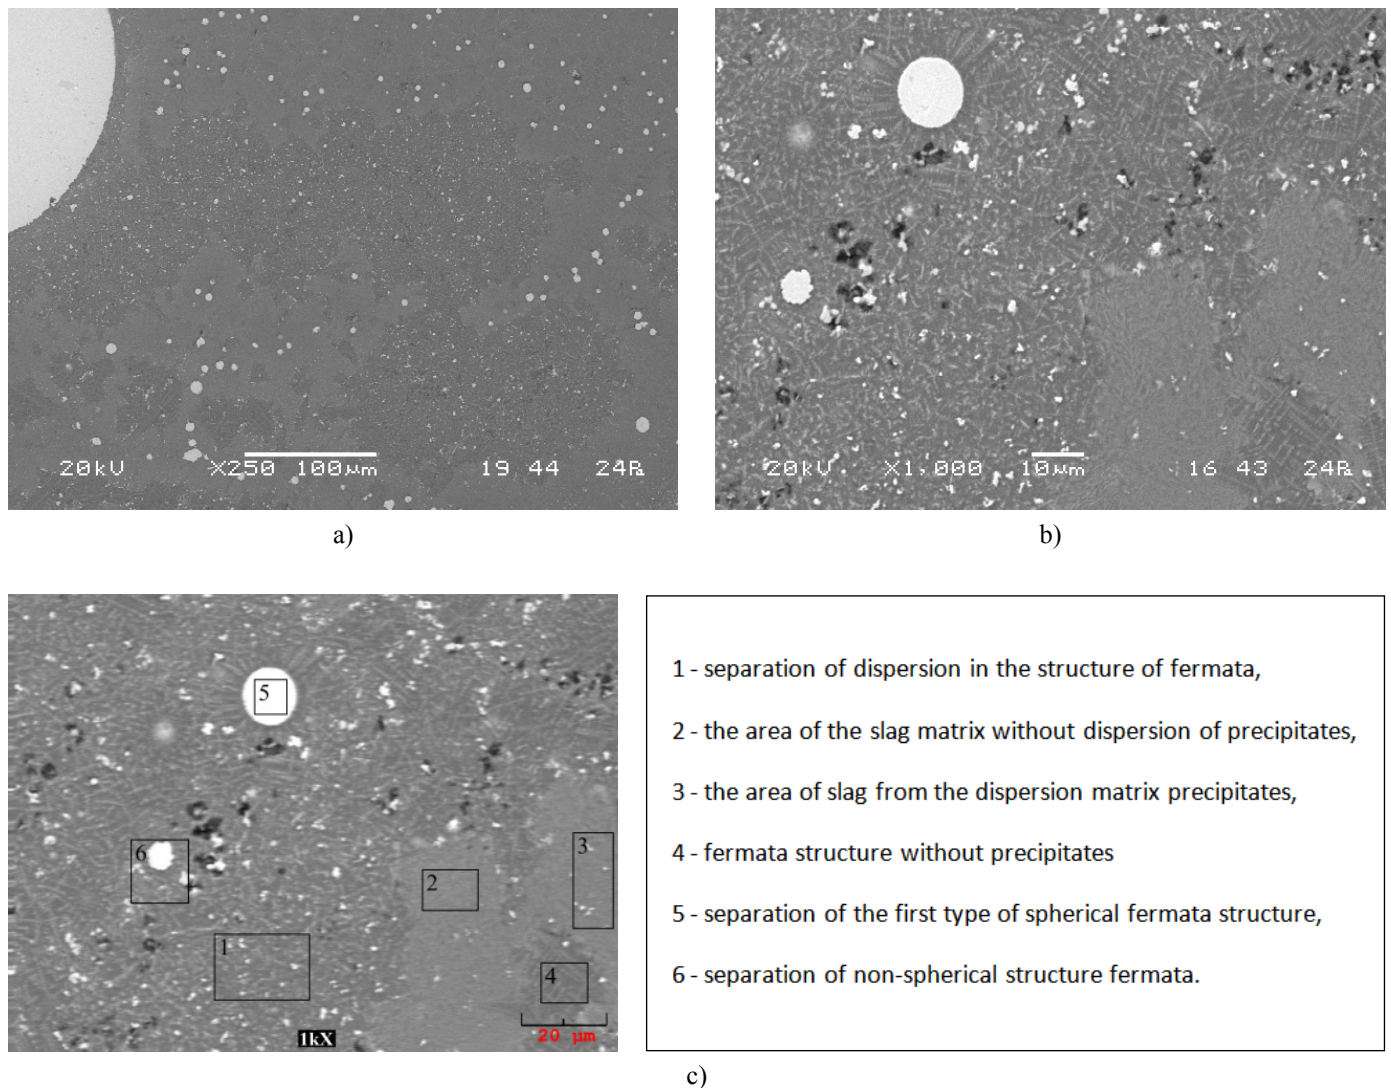 20kV X250 100µm 19 44 24R
20kV X1,000 10µm 16 43 24R
a)
b)
5
6
3
2
1
4
1kX
20 µm
1 - separation of dispersion in the structure of fermata,
2 - the area of the slag matrix without dispersion of precipitates,
3 - the area of slag from the dispersion matrix precipitates,
4 - fermata structure without precipitates
5 - separation of the first type of spherical fermata structure,
6 - separation of non-spherical structure fermata.
c)